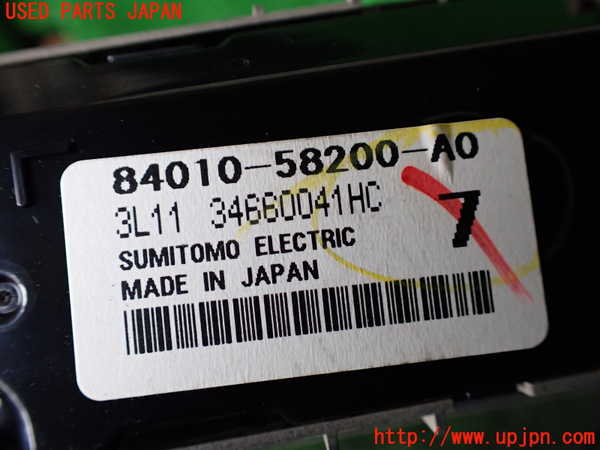 USED PARTS JAPAN
84010-58200-A0
3L11 34660041HC
7
SUMITOMO ELECTRIC
MADE IN JAPAN
http://www.upjpn.com/